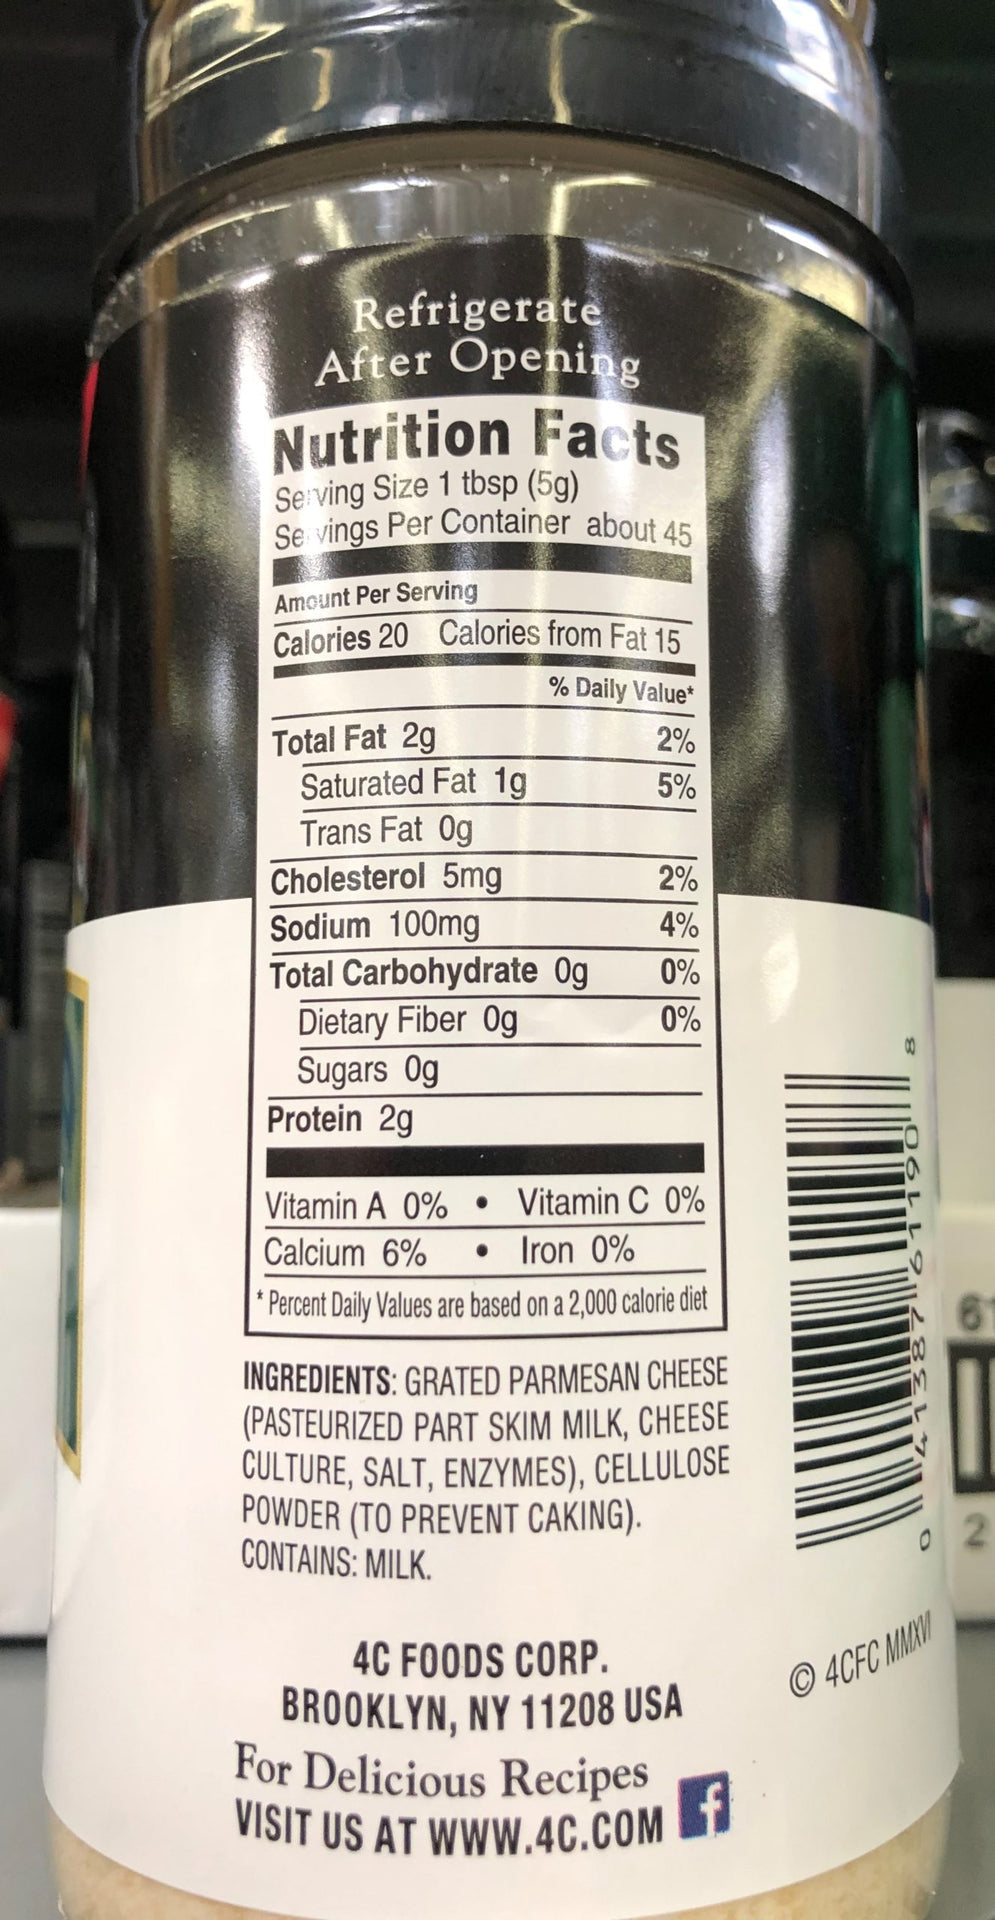 Refrigerate
After Opening
Nutrition Facts
Serving Size 1 tbsp (5g)
Servings Per Container about 45
Amount Per Serving
Calories 20 Calories from Fat 15
% Daily Value*
Total Fat 2g 2%
Saturated Fat 1g 5%
Trans Fat 0g
Cholesterol 5mg 2%
Sodium 100mg 4%
Total Carbohydrate 0g 0%
Dietary Fiber 0g 0%
Sugars 0g
Protein 2g
Vitamin A 0% • Vitamin C 0%
Calcium 6% • Iron 0%
* Percent Daily Values are based on a 2,000 calorie diet
INGREDIENTS: GRATED PARMESAN CHEESE
(PASTEURIZED PART SKIM MILK, CHEESE
CULTURE, SALT, ENZYMES), CELLULOSE
POWDER (TO PREVENT CAKING).
CONTAINS: MILK.
4C FOODS CORP.
BROOKLYN, NY 11208 USA
For Delicious Recipes
VISIT US AT WWW.4C.COM f
0 41387 61190 8
© 4CFC MMXVI
61
2